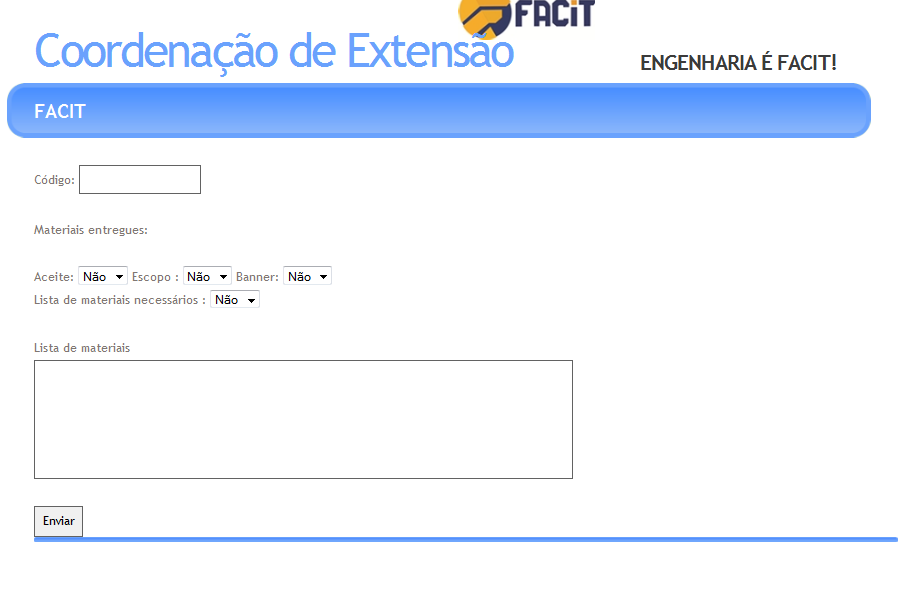 FACiT
Coordenação de Extensão
ENGENHARIA É FACIT!
FACIT
Código:
Materiais entregues:
Aceite: Não Escopo : Não Banner: Não
Lista de materiais necessários : Não
Lista de materiais
Enviar